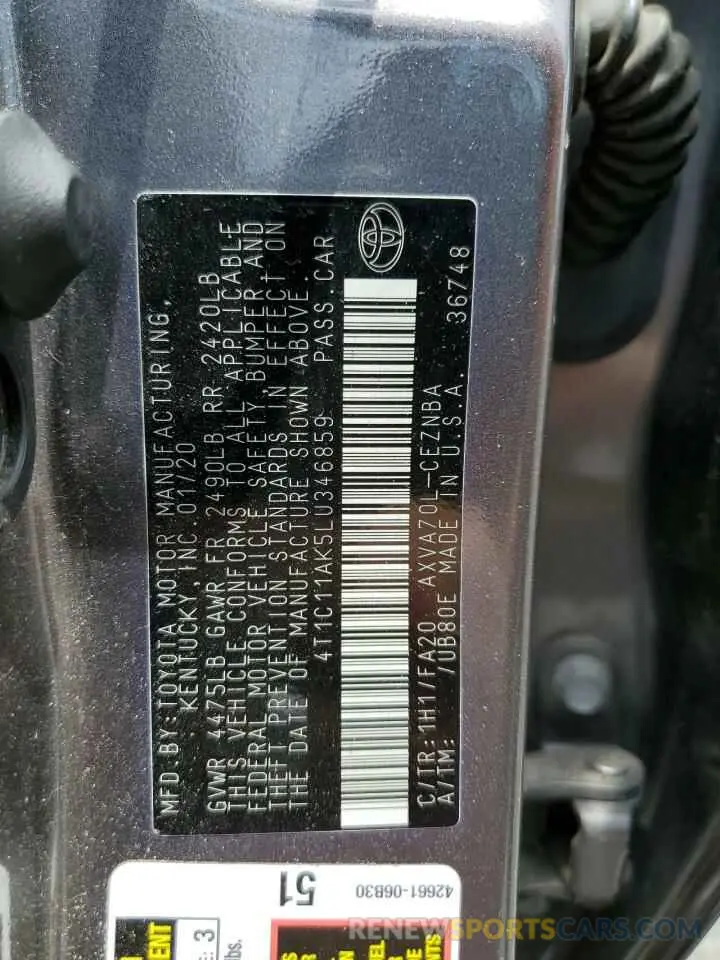 MFD.BY:TOYOTA MOTOR MANUFACTURING,
KENTUCKY, INC.01/20
GVWR 4475LB GAWR FR 2490LB RR 2420LB
THIS VEHICLE CONFORMS TO ALL APPLICABLE
FEDERAL MOTOR VEHICLE SAFETY, BUMPER, AND
THEFT PREVENTION STANDARDS IN EFFECT ON
THE DATE OF MANUFACTURE SHOWN ABOVE.
4T1C11AK5LU346859 PASS.CAR
C/TR:1H1/FA20 AXVA70L-CEZNBA
A/TM: /UB80E MADE IN U.S.A. 36748
51
42661-06B30
3
lbs.
RENEWSPORTSCARS.COM